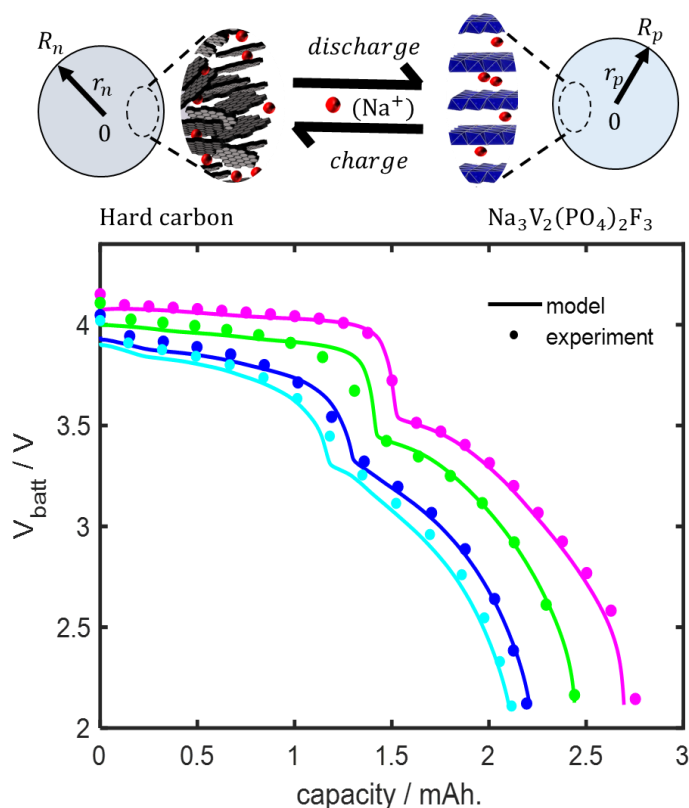 R_n
r_n
0
discharge
(Na⁺)
charge
R_p
r_p
0
Hard carbon
Na₃V₂(PO₄)₂F₃
model
experiment
V_batt / V
4
3.5
3
2.5
2
0
0.5
1
1.5
2
2.5
3
capacity / mAh.